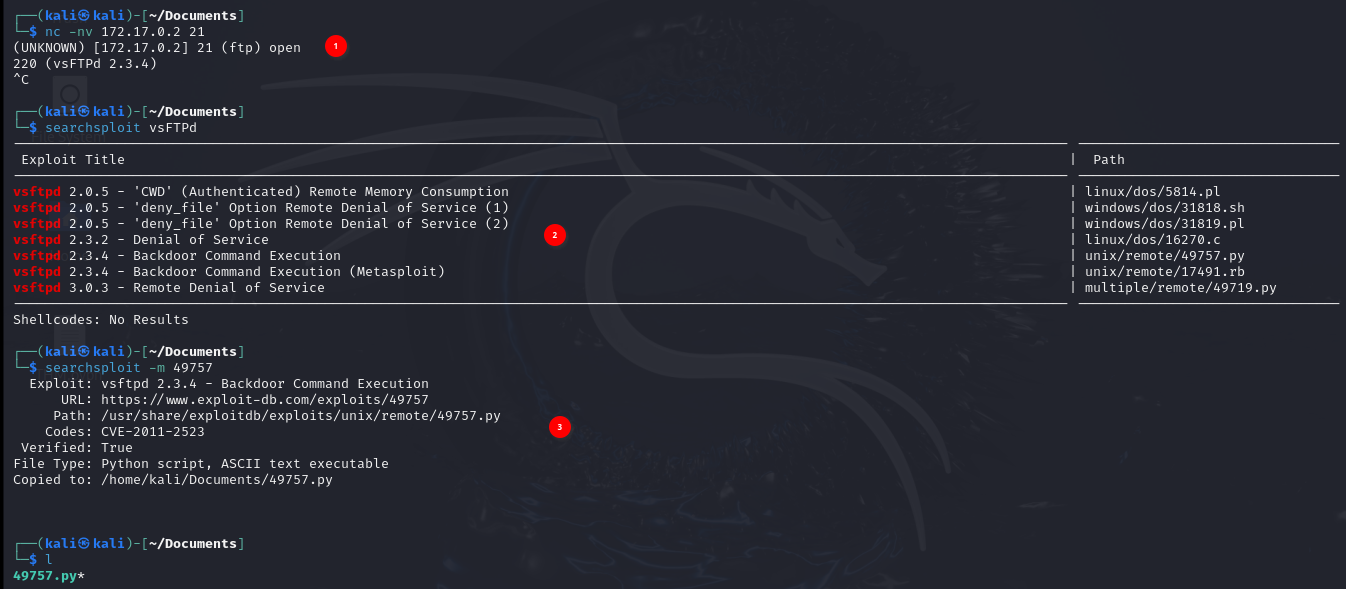 ┌──(kali㉿kali)-[~/Documents]
└─$ nc -nv 172.17.0.2 21
(UNKNOWN) [172.17.0.2] 21 (ftp) open
1
220 (vsFTPd 2.3.4)
^C
┌──(kali㉿kali)-[~/Documents]
└─$ searchsploit vsFTPd
Exploit Title | Path
vsftpd 2.0.5 - 'CWD' (Authenticated) Remote Memory Consumption | linux/dos/5814.pl
vsftpd 2.0.5 - 'deny_file' Option Remote Denial of Service (1) | windows/dos/31818.sh
vsftpd 2.0.5 - 'deny_file' Option Remote Denial of Service (2) | windows/dos/31819.pl
2
vsftpd 2.3.2 - Denial of Service | linux/dos/16270.c
vsftpd 2.3.4 - Backdoor Command Execution | unix/remote/49757.py
vsftpd 2.3.4 - Backdoor Command Execution (Metasploit) | unix/remote/17491.rb
vsftpd 3.0.3 - Remote Denial of Service | multiple/remote/49719.py
Shellcodes: No Results
┌──(kali㉿kali)-[~/Documents]
└─$ searchsploit -m 49757
Exploit: vsftpd 2.3.4 - Backdoor Command Execution
URL: https://www.exploit-db.com/exploits/49757
Path: /usr/share/exploitdb/exploits/unix/remote/49757.py
3
Codes: CVE-2011-2523
Verified: True
File Type: Python script, ASCII text executable
Copied to: /home/kali/Documents/49757.py
┌──(kali㉿kali)-[~/Documents]
└─$ l
49757.py*